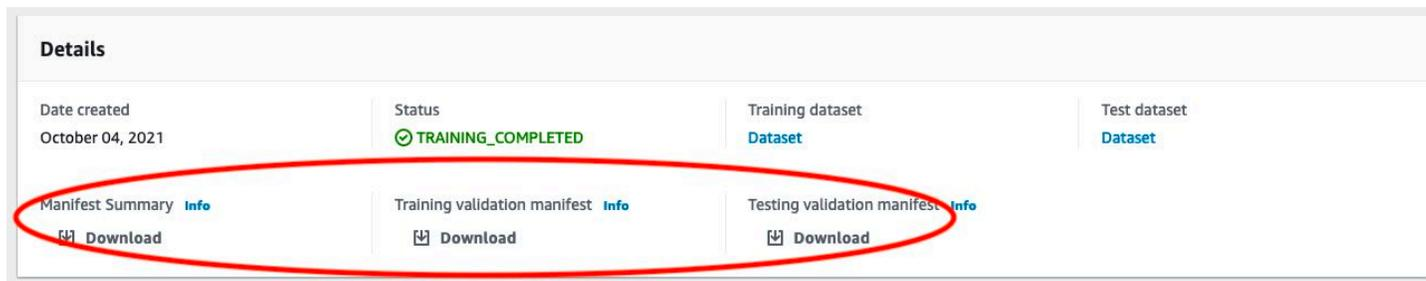 Details
Date created
October 04, 2021
Status
TRAINING_COMPLETED
Training dataset
Dataset
Test dataset
Dataset
Manifest Summary Info
Download
Training validation manifest Info
Download
Testing validation manifest Info
Download